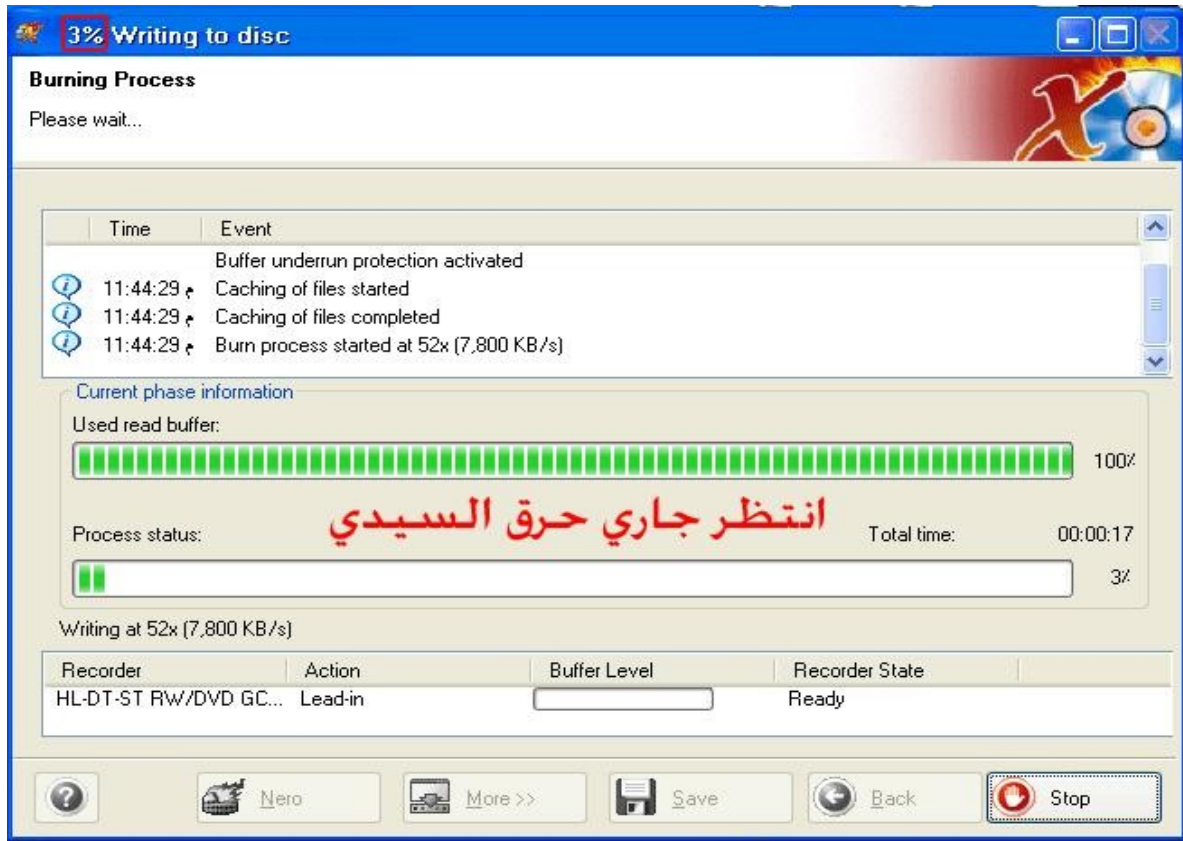 3% Writing to disc
Burning Process
Please wait...
Time Event
Buffer underrun protection activated
11:44:29 م Caching of files started
11:44:29 م Caching of files completed
11:44:29 م Burn process started at 52x (7,800 KB/s)
Current phase information
Used read buffer:
100%
انتظر جاري حرق السيدي
Process status: Total time: 00:00:17
3%
Writing at 52x (7,800 KB/s)
Recorder Action Buffer Level Recorder State
HL-DT-ST RW/DVD GC... Lead-in Ready
Nero More >> Save Back Stop